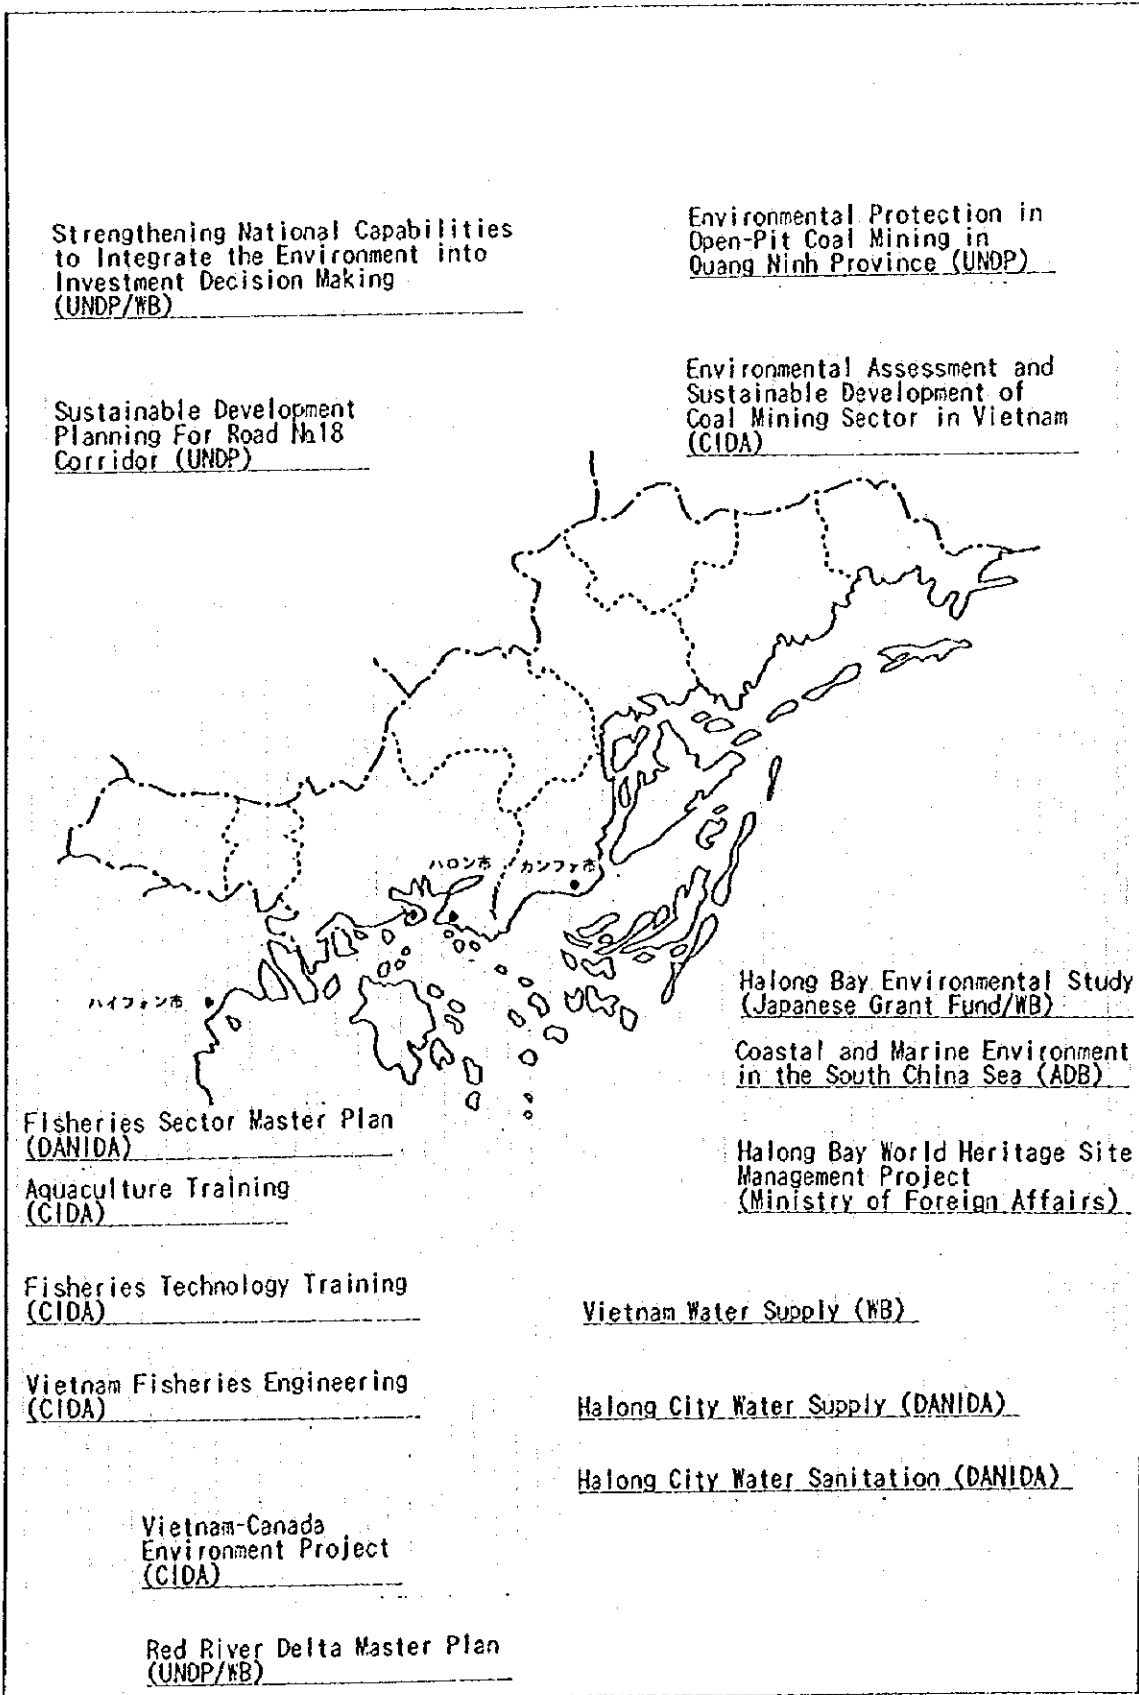 Strengthening National Capabilities
to Integrate the Environment into
Investment Decision Making
(UNDP/WB)
Environmental Protection in
Open-Pit Coal Mining in
Quang Ninh Province (UNDP)
Sustainable Development
Planning For Road №18
Corridor (UNDP)
Environmental Assessment and
Sustainable Development of
Coal Mining Sector in Vietnam
(CIDA)
ハロン市
カンファ市
ハイフォン市
Halong Bay Environmental Study
(Japanese Grant Fund/WB)
Coastal and Marine Environment
in the South China Sea (ADB)
Halong Bay World Heritage Site
Management Project
(Ministry of Foreign Affairs)
Fisheries Sector Master Plan
(DANIDA)
Aquaculture Training
(CIDA)
Fisheries Technology Training
(CIDA)
Vietnam Fisheries Engineering
(CIDA)
Vietnam Water Supply (WB)
Halong City Water Supply (DANIDA)
Halong City Water Sanitation (DANIDA)
Vietnam-Canada
Environment Project
(CIDA)
Red River Delta Master Plan
(UNDP/WB)